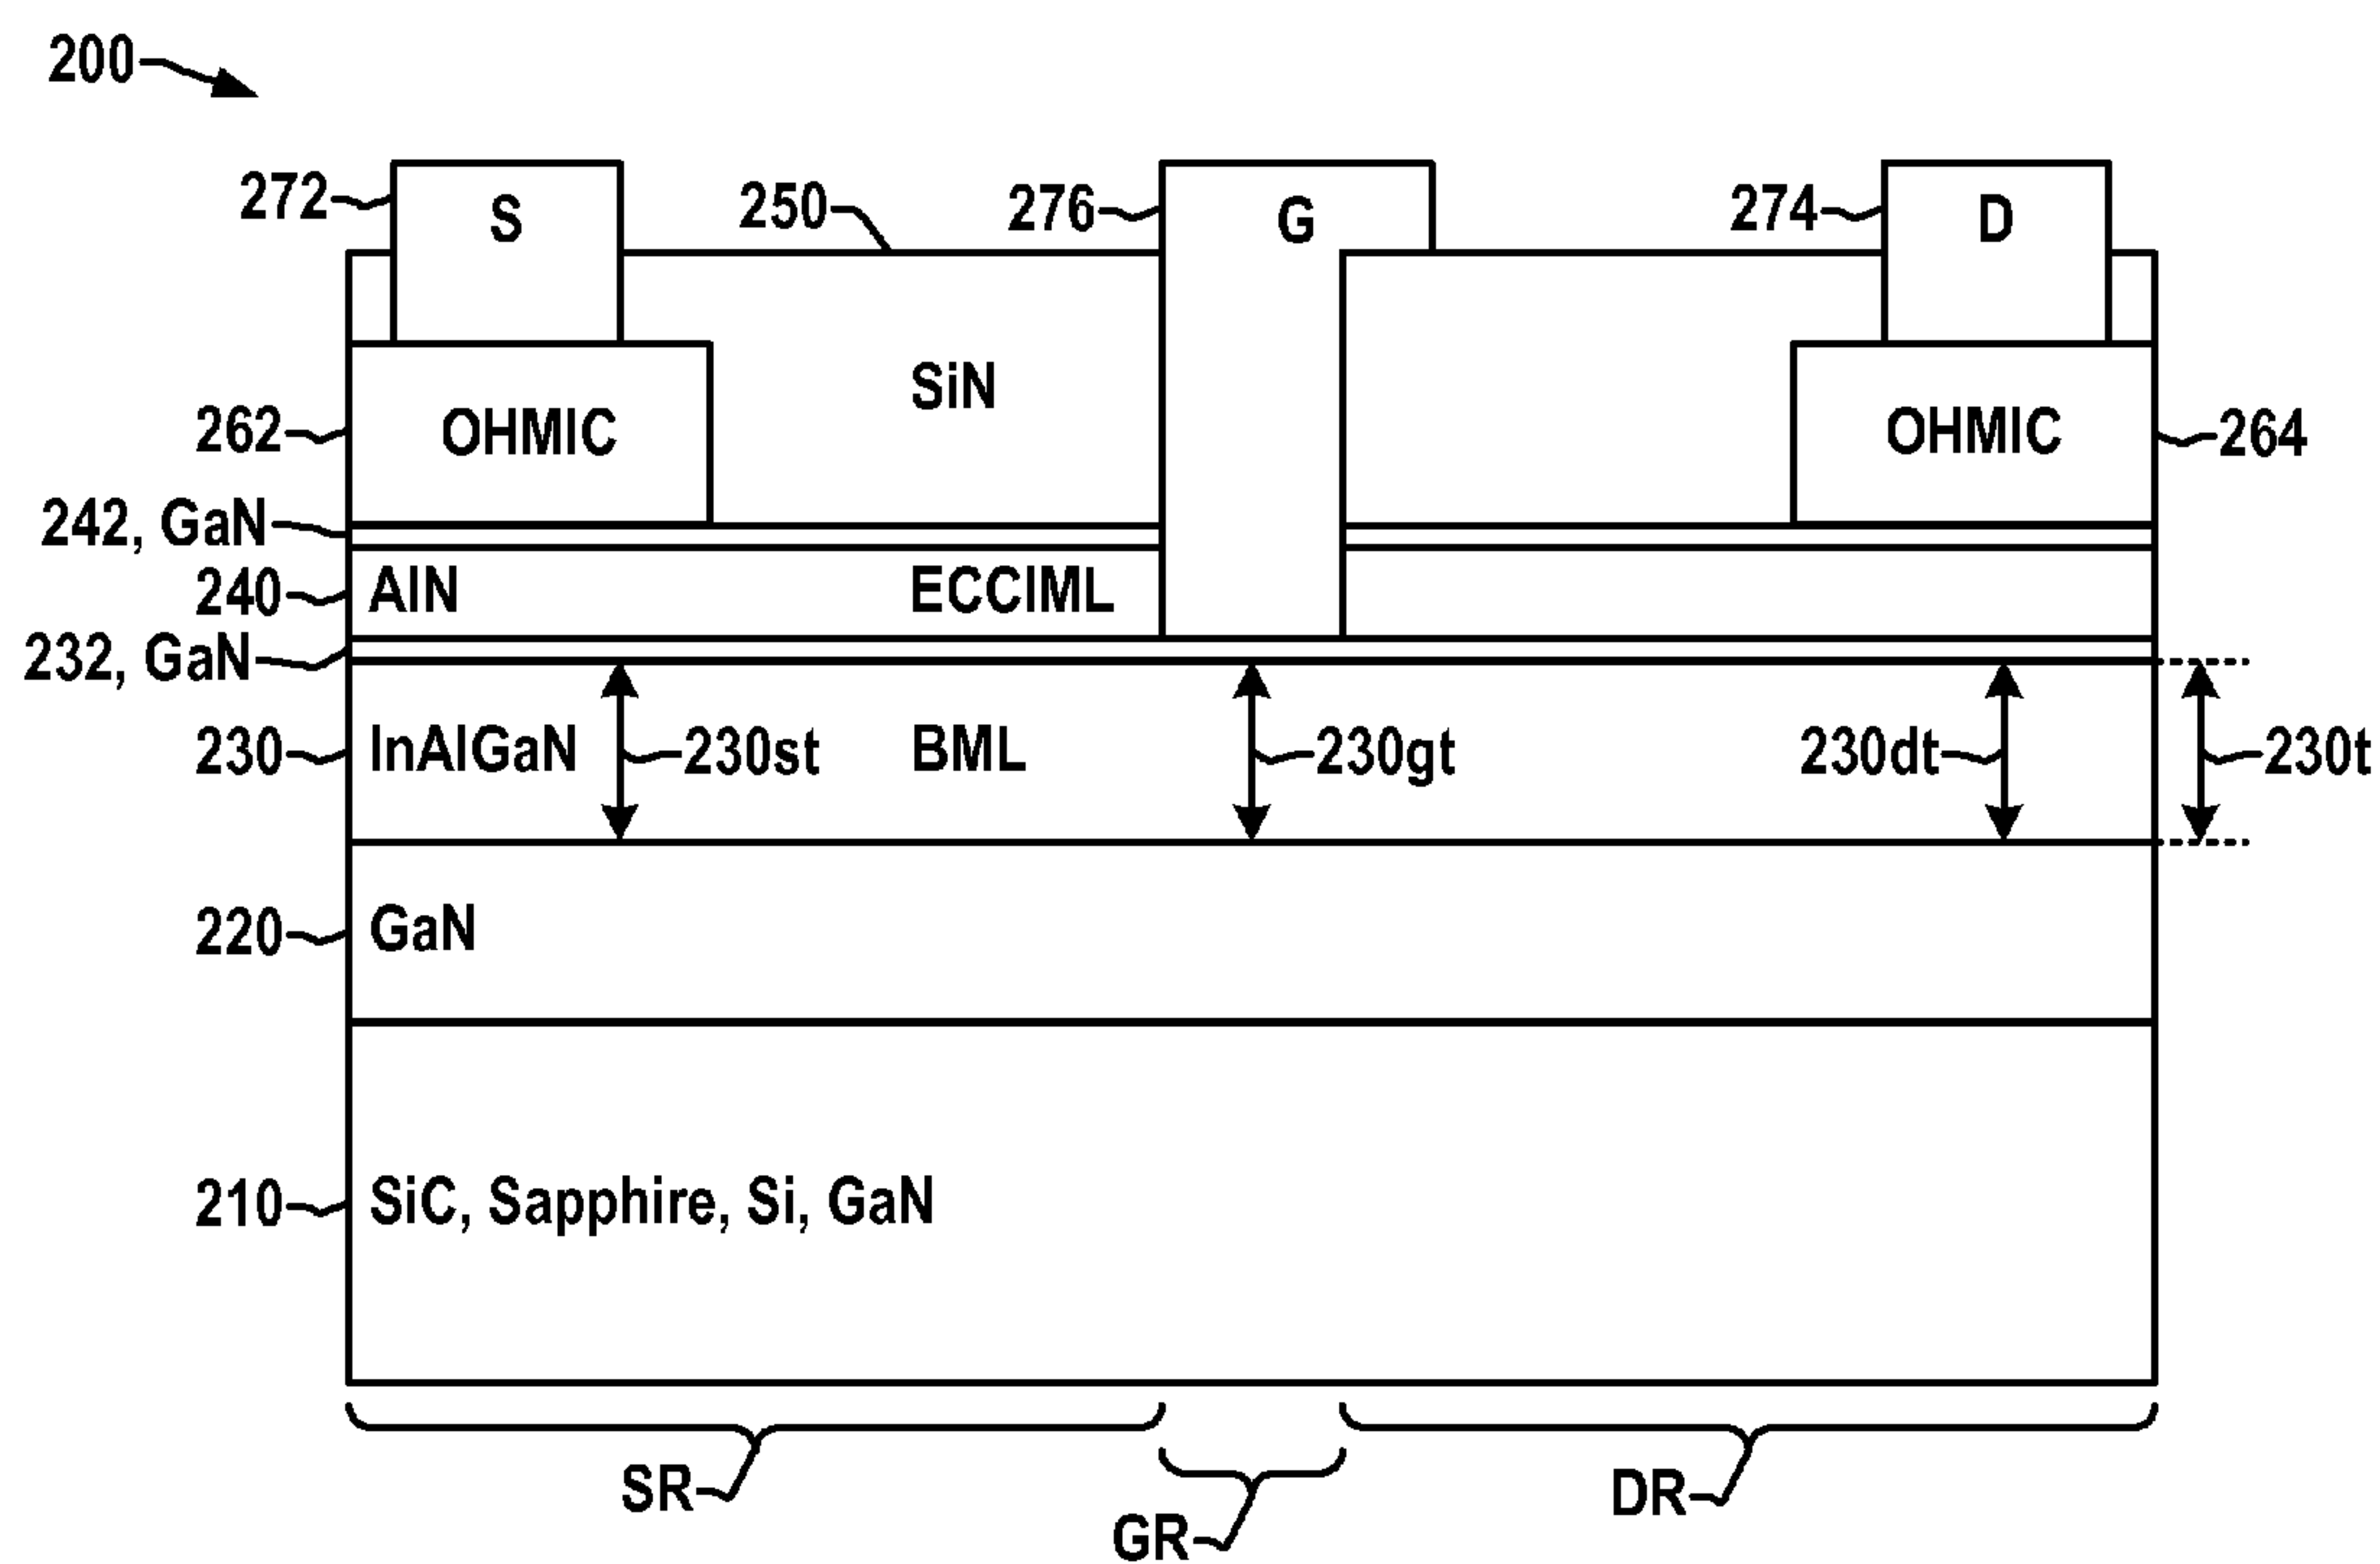 200
272
S
250
276
G
274
D
262
OHMIC
SiN
OHMIC
264
242, GaN
240
AlN
ECCIML
232, GaN
230
InAlGaN
230st
BML
230gt
230dt
230t
220
GaN
210
SiC, Sapphire, Si, GaN
SR
GR
DR